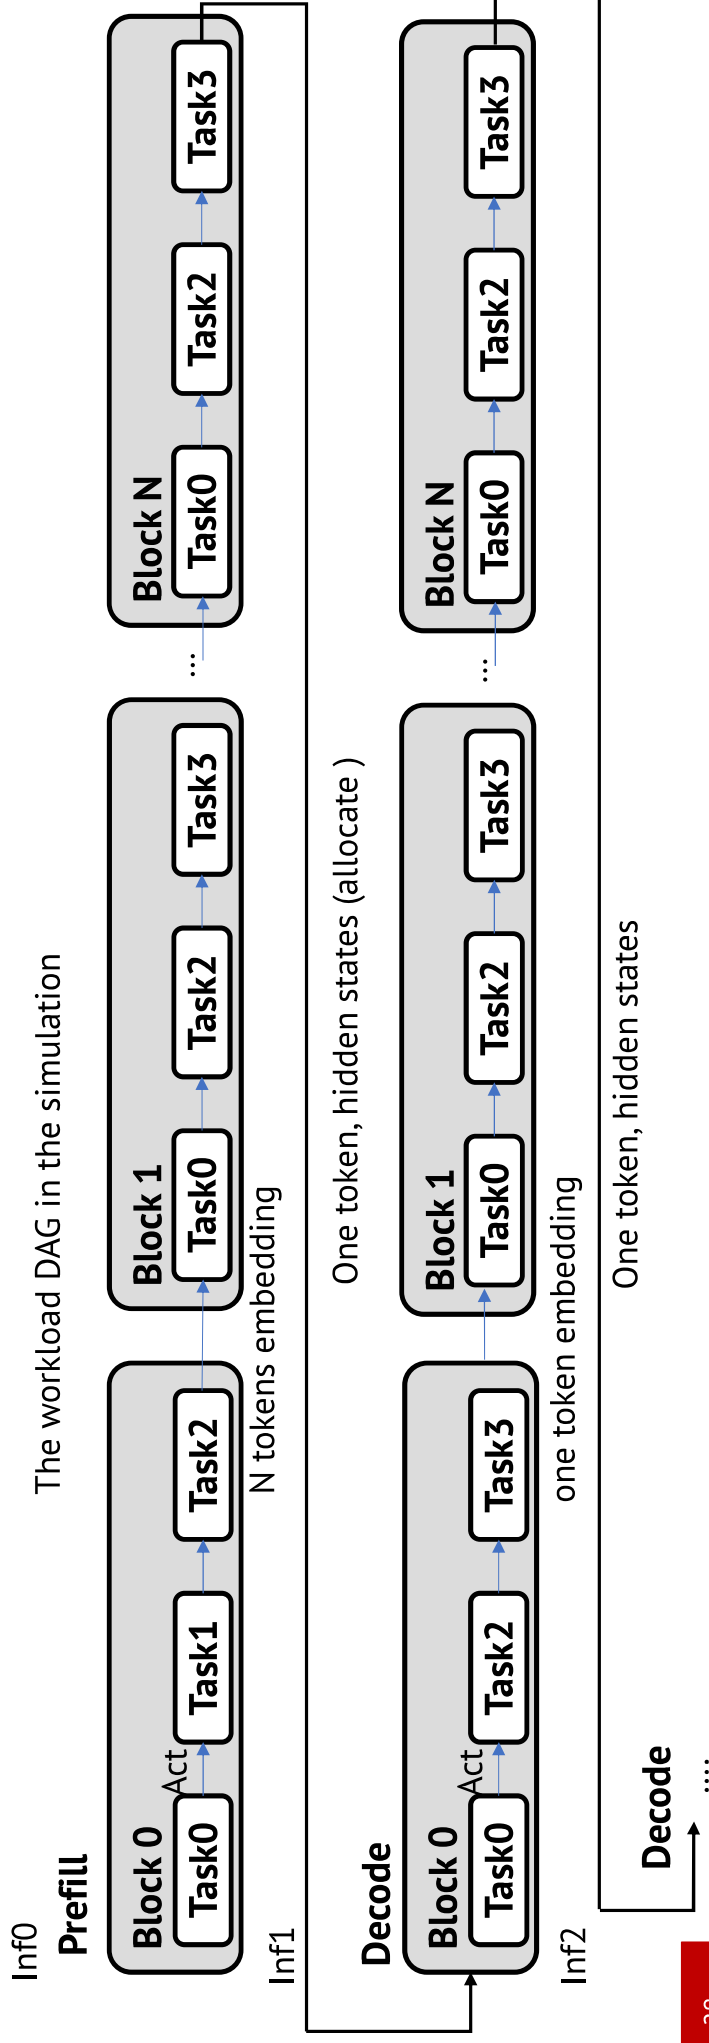 The workload DAG in the simulation
Inf0
Prefill
Block 0
Task0
Act
Task1
Task2
Block 1
Task0
Task2
Task3
...
Block N
Task0
Task2
Task3
N tokens embedding
Inf1
One token, hidden states (allocate )
Decode
Block 0
Task0
Act
Task2
Task3
Block 1
Task0
Task2
Task3
...
Block N
Task0
Task2
Task3
one token embedding
Inf2
One token, hidden states
Decode
....